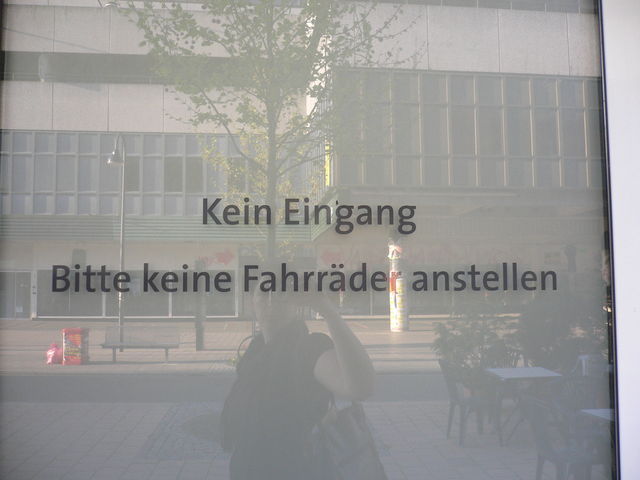 Kein Eingang
Bitte keine Fahrräder anstellen